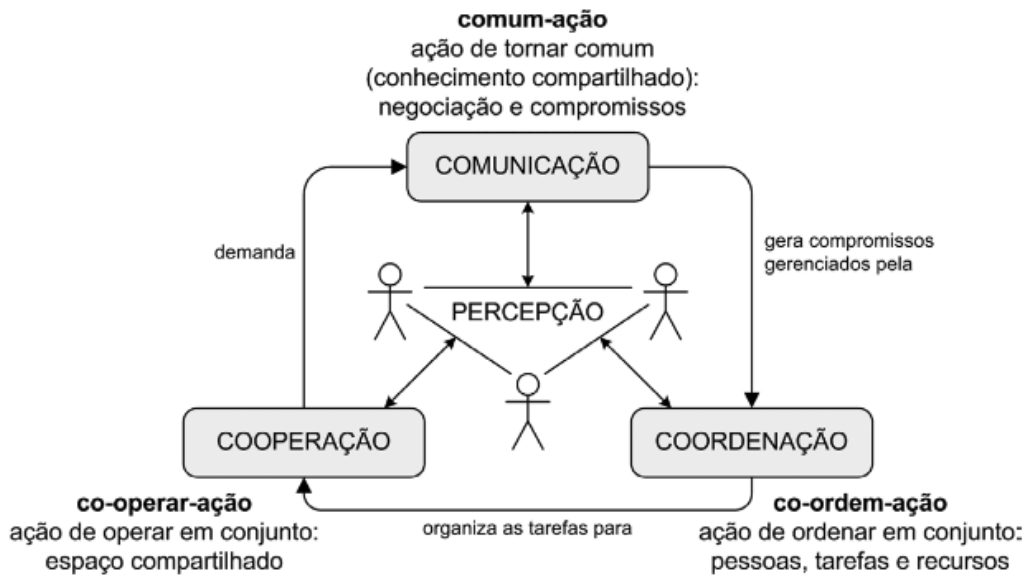 comum-ação
ação de tornar comum
(conhecimento compartilhado):
negociação e compromissos
COMUNICAÇÃO
demanda
gera compromissos
gerenciados pela
PERCEPÇÃO
COOPERAÇÃO
COORDENAÇÃO
co-operar-ação
ação de operar em conjunto:
espaço compartilhado
organiza as tarefas para
co-ordem-ação
ação de ordenar em conjunto:
pessoas, tarefas e recursos